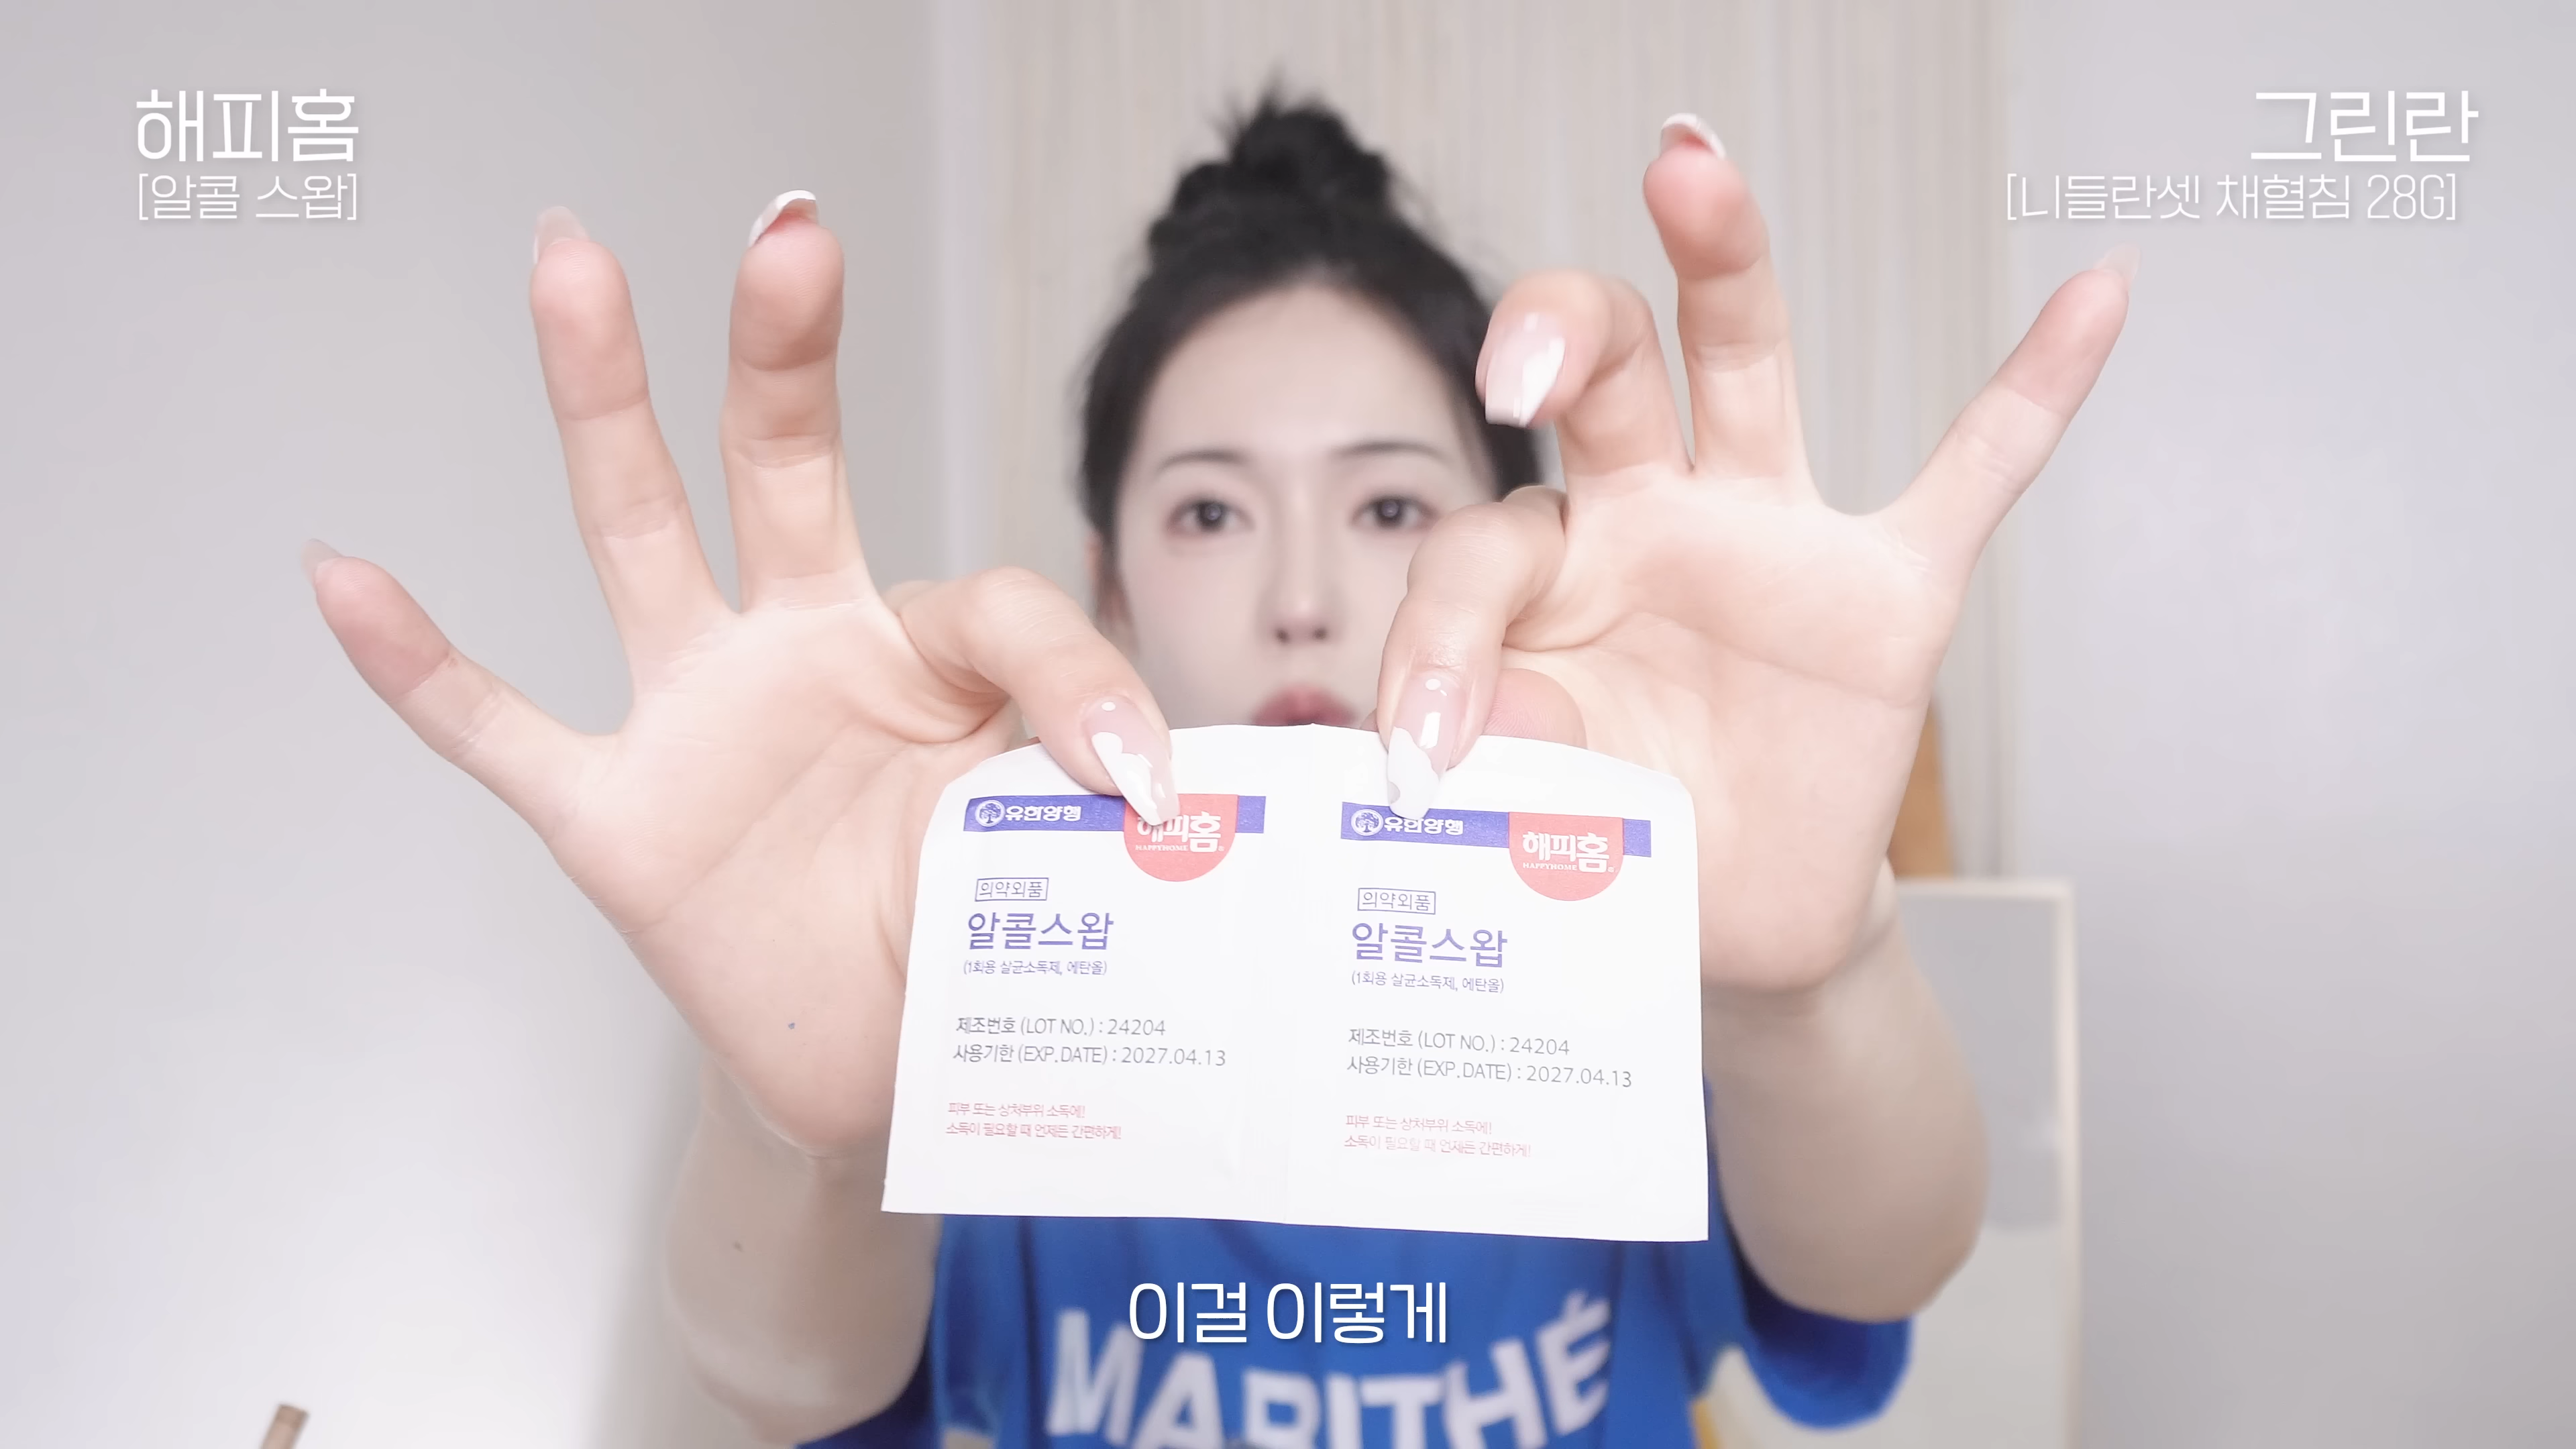 해피홈
[알콜 스왑]
그린란
[니들란셋 채혈침 28G]
유한양행
해피홈
HAPPYHOME
의약외품
알콜스왑
(1회용 살균소독제, 에탄올)
제조번호 (LOT NO.) : 24204
사용기한 (EXP.DATE) : 2027.04.13
피부 또는 상처부위 소독에!
소독이 필요할 때 언제든 간편하게!
유한양행
해피홈
HAPPYHOME
의약외품
알콜스왑
(1회용 살균소독제, 에탄올)
제조번호 (LOT NO.) : 24204
사용기한 (EXP.DATE) : 2027.04.13
피부 또는 상처부위 소독에!
소독이 필요할 때 언제든 간편하게!
이걸 이렇게
MARITHÉ